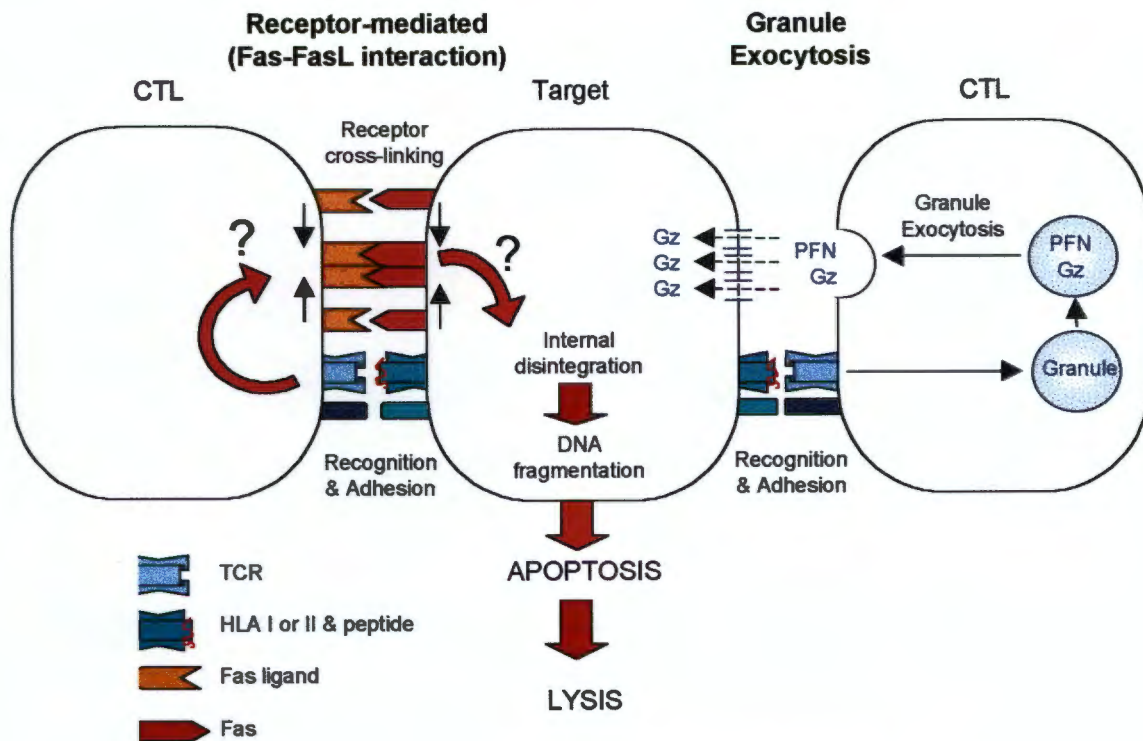 Receptor-mediated
(Fas-FasL interaction)
Granule
Exocytosis
CTL
Target
CTL
Receptor
cross-linking
?
?
Gz
Gz
Gz
PFN
Gz
Granule
Exocytosis
PFN
Gz
Granule
Internal
disintegration
DNA
fragmentation
Recognition
& Adhesion
Recognition
& Adhesion
APOPTOSIS
LYSIS
TCR
HLA I or II & peptide
Fas ligand
Fas